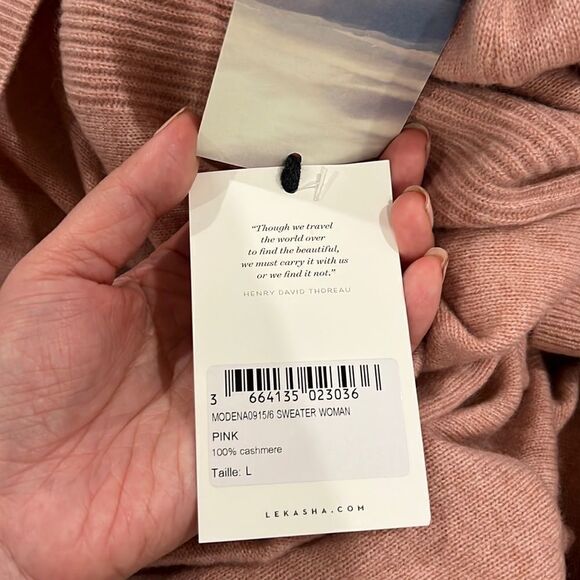 “Though we travel
the world over
to find the beautiful,
we must carry it with us
or we find it not.”
HENRY DAVID THOREAU
3 664135 023036
MODENA0915/6 SWEATER WOMAN
PINK
100% cashmere
Taille: L
LEKASHA.COM